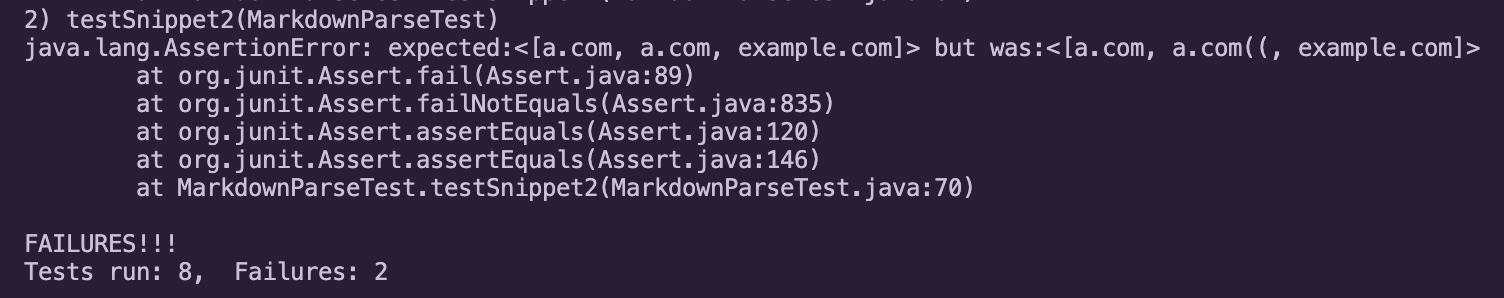 2) testSnippet2(MarkdownParseTest)
java.lang.AssertionError: expected:<[a.com, a.com, example.com]> but was:<[a.com, a.com((, example.com]>
        at org.junit.Assert.fail(Assert.java:89)
        at org.junit.Assert.failNotEquals(Assert.java:835)
        at org.junit.Assert.assertEquals(Assert.java:120)
        at org.junit.Assert.assertEquals(Assert.java:146)
        at MarkdownParseTest.testSnippet2(MarkdownParseTest.java:70)
FAILURES!!!
Tests run: 8,  Failures: 2